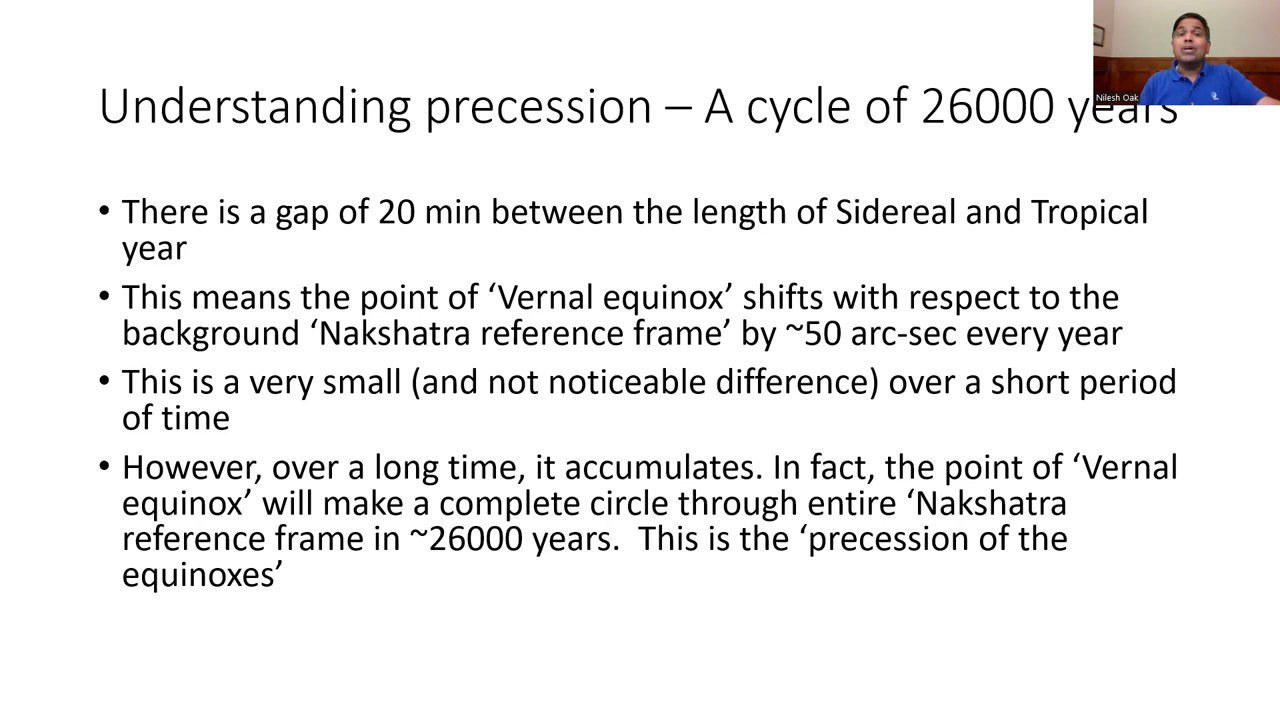 Nilesh Oak
Understanding precession – A cycle of 26000 years
• There is a gap of 20 min between the length of Sidereal and Tropical
year
• This means the point of ‘Vernal equinox’ shifts with respect to the
background ‘Nakshatra reference frame’ by ~50 arc-sec every year
• This is a very small (and not noticeable difference) over a short period
of time
• However, over a long time, it accumulates. In fact, the point of ‘Vernal
equinox’ will make a complete circle through entire ‘Nakshatra
reference frame in ~26000 years.  This is the ‘precession of the
equinoxes’